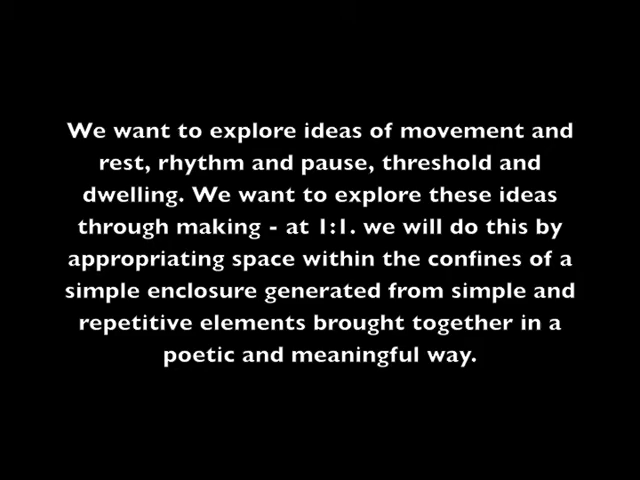 We want to explore ideas of movement and
rest, rhythm and pause, threshold and
dwelling. We want to explore these ideas
through making - at 1:1. we will do this by
appropriating space within the confines of a
simple enclosure generated from simple and
repetitive elements brought together in a
poetic and meaningful way.